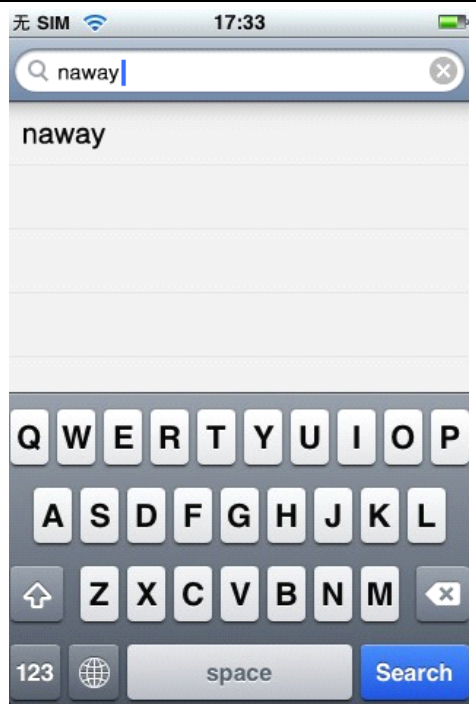 无 SIM 17:33
naway
naway
Q W E R T Y U I O P
A S D F G H J K L
Z X C V B N M
123 space Search